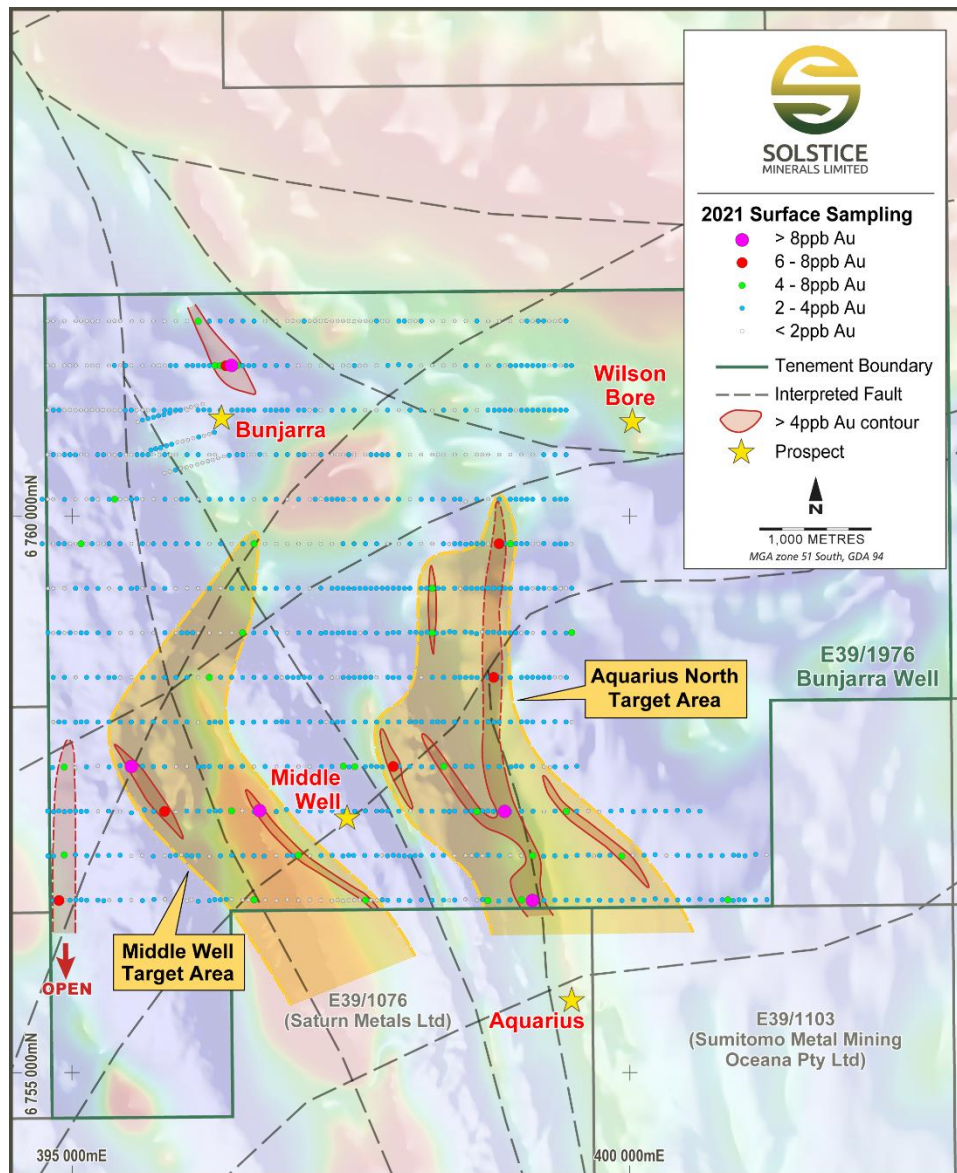 SOLSTICE
MINERALS LIMITED
2021 Surface Sampling
> 8ppb Au
6 - 8ppb Au
4 - 8ppb Au
2 - 4ppb Au
< 2ppb Au
Tenement Boundary
Interpreted Fault
> 4ppb Au contour
Prospect
N
1,000 METRES
MGA zone 51 South, GDA 94
Wilson
Bore
Bunjarra
6 760 000mN
E39/1976
Bunjarra Well
Aquarius North
Target Area
Middle
Well
Middle Well
Target Area
OPEN
E39/1076
(Saturn Metals Ltd)
Aquarius
E39/1103
(Sumitomo Metal Mining
Oceana Pty Ltd)
6 755 000mN
395 000mE
400 000mE